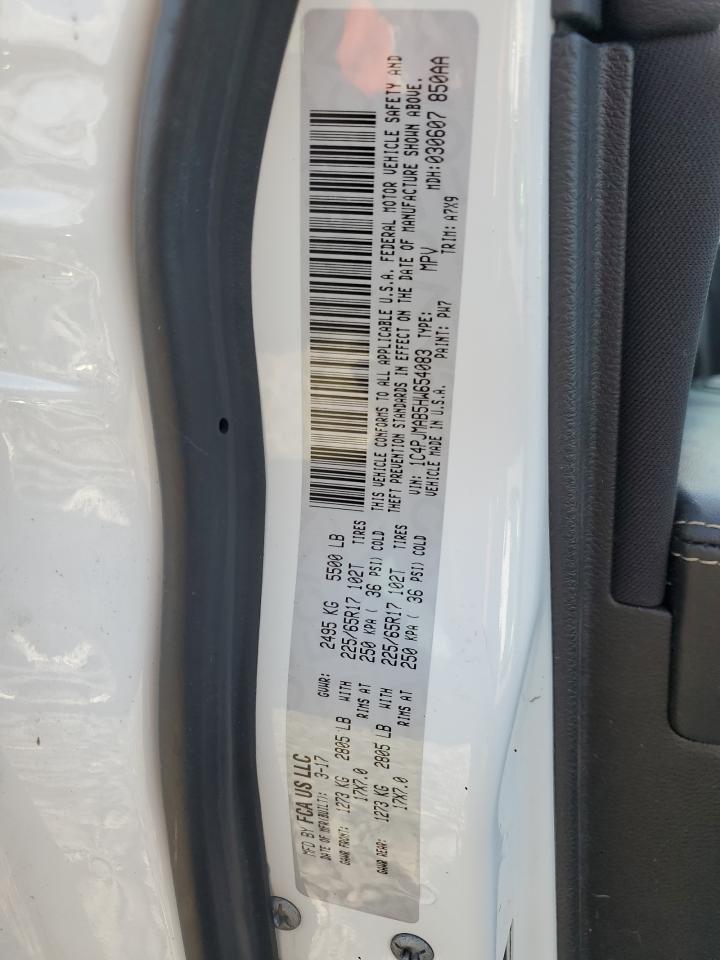 MFD BY FCA US LLC
DATE OF MFR(BUILT): 3-17 GVWR: 2495 KG 5500 LB
GAWR FRONT: 1273 KG 2805 LB WITH 225/65R17 102T TIRES
17X7.0 RIMS AT 250 KPA ( 36 PSI) COLD
GAWR REAR: 1273 KG 2805 LB WITH 225/65R17 102T TIRES
17X7.0 RIMS AT 250 KPA ( 36 PSI) COLD
THIS VEHICLE CONFORMS TO ALL APPLICABLE U.S.A. FEDERAL MOTOR VEHICLE SAFETY AND
THEFT PREVENTION STANDARDS IN EFFECT ON THE DATE OF MANUFACTURE SHOWN ABOVE.
VIN: 1C4PJMAB5HW654083 TYPE: MPV MDH:030607 850AA
VEHICLE MADE IN U.S.A. PAINT: PW7 TRIM: A7X9